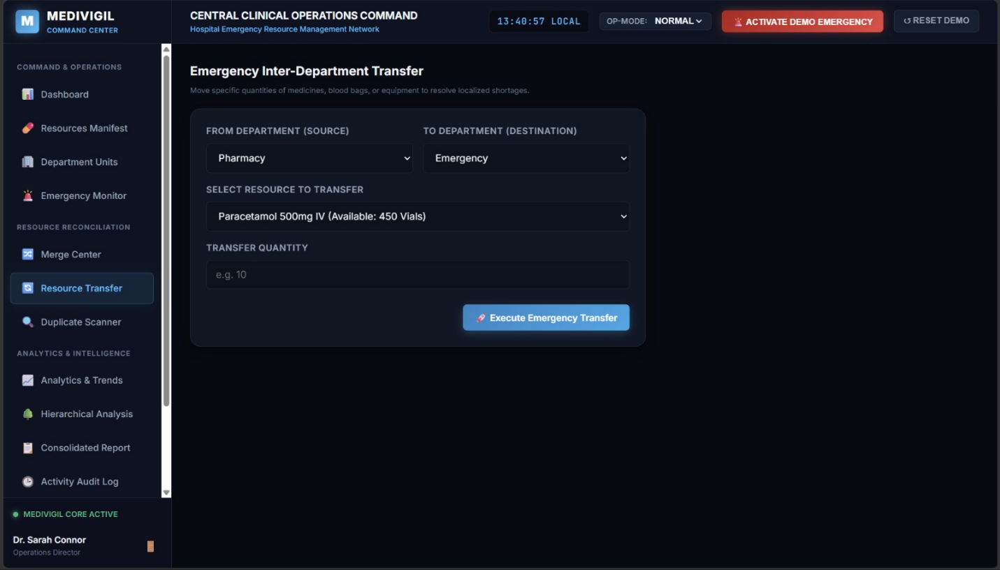 M
MEDIVIGIL
COMMAND CENTER
CENTRAL CLINICAL OPERATIONS COMMAND
Hospital Emergency Resource Management Network
13:40:57 LOCAL
OP-MODE: NORMAL
ACTIVATE DEMO EMERGENCY
↺ RESET DEMO
COMMAND & OPERATIONS
Dashboard
Resources Manifest
Department Units
Emergency Monitor
RESOURCE RECONCILIATION
Merge Center
Resource Transfer
Duplicate Scanner
ANALYTICS & INTELLIGENCE
Analytics & Trends
Hierarchical Analysis
Consolidated Report
Activity Audit Log
MEDIVIGIL CORE ACTIVE
Dr. Sarah Connor
Operations Director
Emergency Inter-Department Transfer
Move specific quantities of medicines, blood bags, or equipment to resolve localized shortages.
FROM DEPARTMENT (SOURCE)
Pharmacy
TO DEPARTMENT (DESTINATION)
Emergency
SELECT RESOURCE TO TRANSFER
Paracetamol 500mg IV (Available: 450 Vials)
TRANSFER QUANTITY
e.g. 10
Execute Emergency Transfer